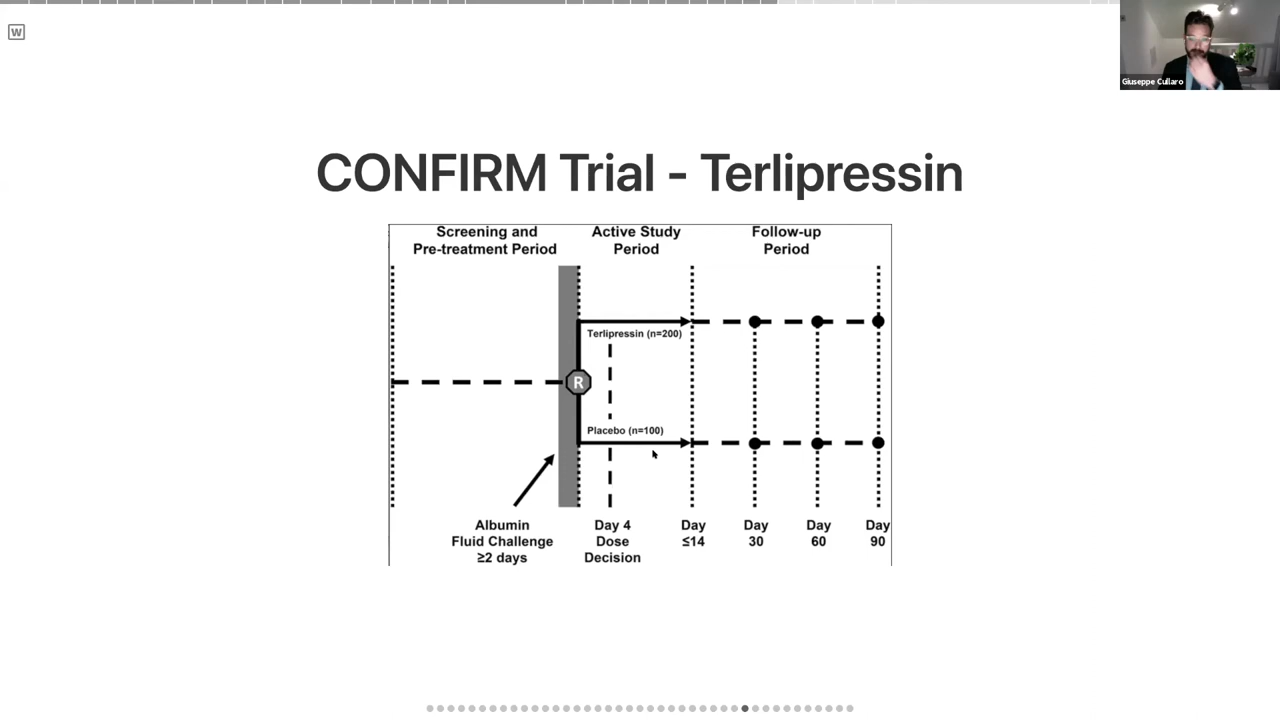 W
Giuseppe Cullaro
CONFIRM Trial - Terlipressin
Screening and
Pre-treatment Period
Active Study
Period
Follow-up
Period
Terlipressin (n=200)
R
Placebo (n=100)
Albumin
Fluid Challenge
≥2 days
Day 4
Dose
Decision
Day
≤14
Day
30
Day
60
Day
90